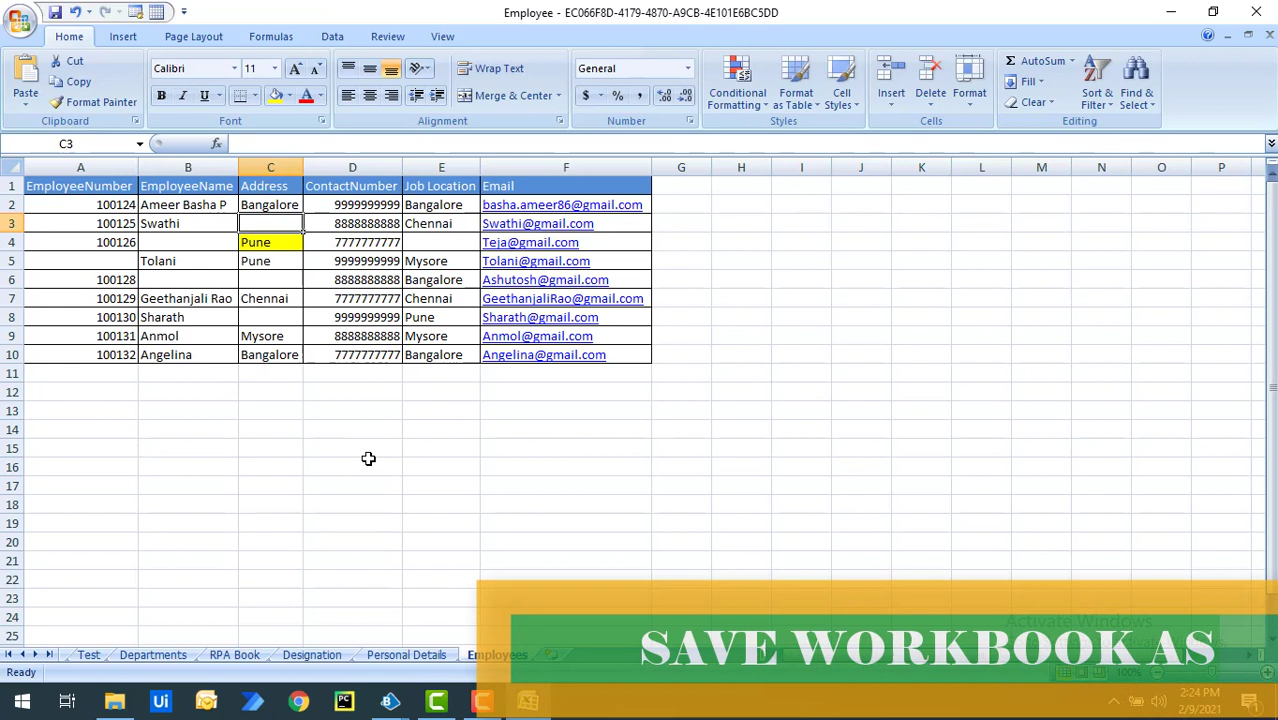 Employee - EC066F8D-4179-4870-A9CB-4E101E6BC5DD
Home Insert Page Layout Formulas Data Review View
Paste Cut Copy Format Painter Clipboard
Calibri 11 B I U A Font
Wrap Text Merge & Center Alignment
General $ % , Number
Conditional Formatting Format as Table Cell Styles Styles
Insert Delete Format Cells
Σ AutoSum Fill Clear Sort & Filter Find & Select Editing
C3 fx
A B C D E F G H I J K L M N O P
1 EmployeeNumber EmployeeName Address ContactNumber Job Location Email
2 100124 Ameer Basha P Bangalore 9999999999 Bangalore basha.ameer86@gmail.com
3 100125 Swathi 8888888888 Chennai Swathi@gmail.com
4 100126 Pune 7777777777 Teja@gmail.com
5 Tolani Pune 9999999999 Mysore Tolani@gmail.com
6 100128 8888888888 Bangalore Ashutosh@gmail.com
7 100129 Geethanjali Rao Chennai 7777777777 Chennai GeethanjaliRao@gmail.com
8 100130 Sharath 9999999999 Pune Sharath@gmail.com
9 100131 Anmol Mysore 8888888888 Mysore Anmol@gmail.com
10 100132 Angelina Bangalore 7777777777 Bangalore Angelina@gmail.com
11
12
13
14
15
16
17
18
19
20
21
22
23
24
25
Activate Windows
SAVE WORKBOOK AS
Test Departments RPA Book Designation Personal Details Employees
Ready 100%
Ui PC 2:24 PM
2/9/2021